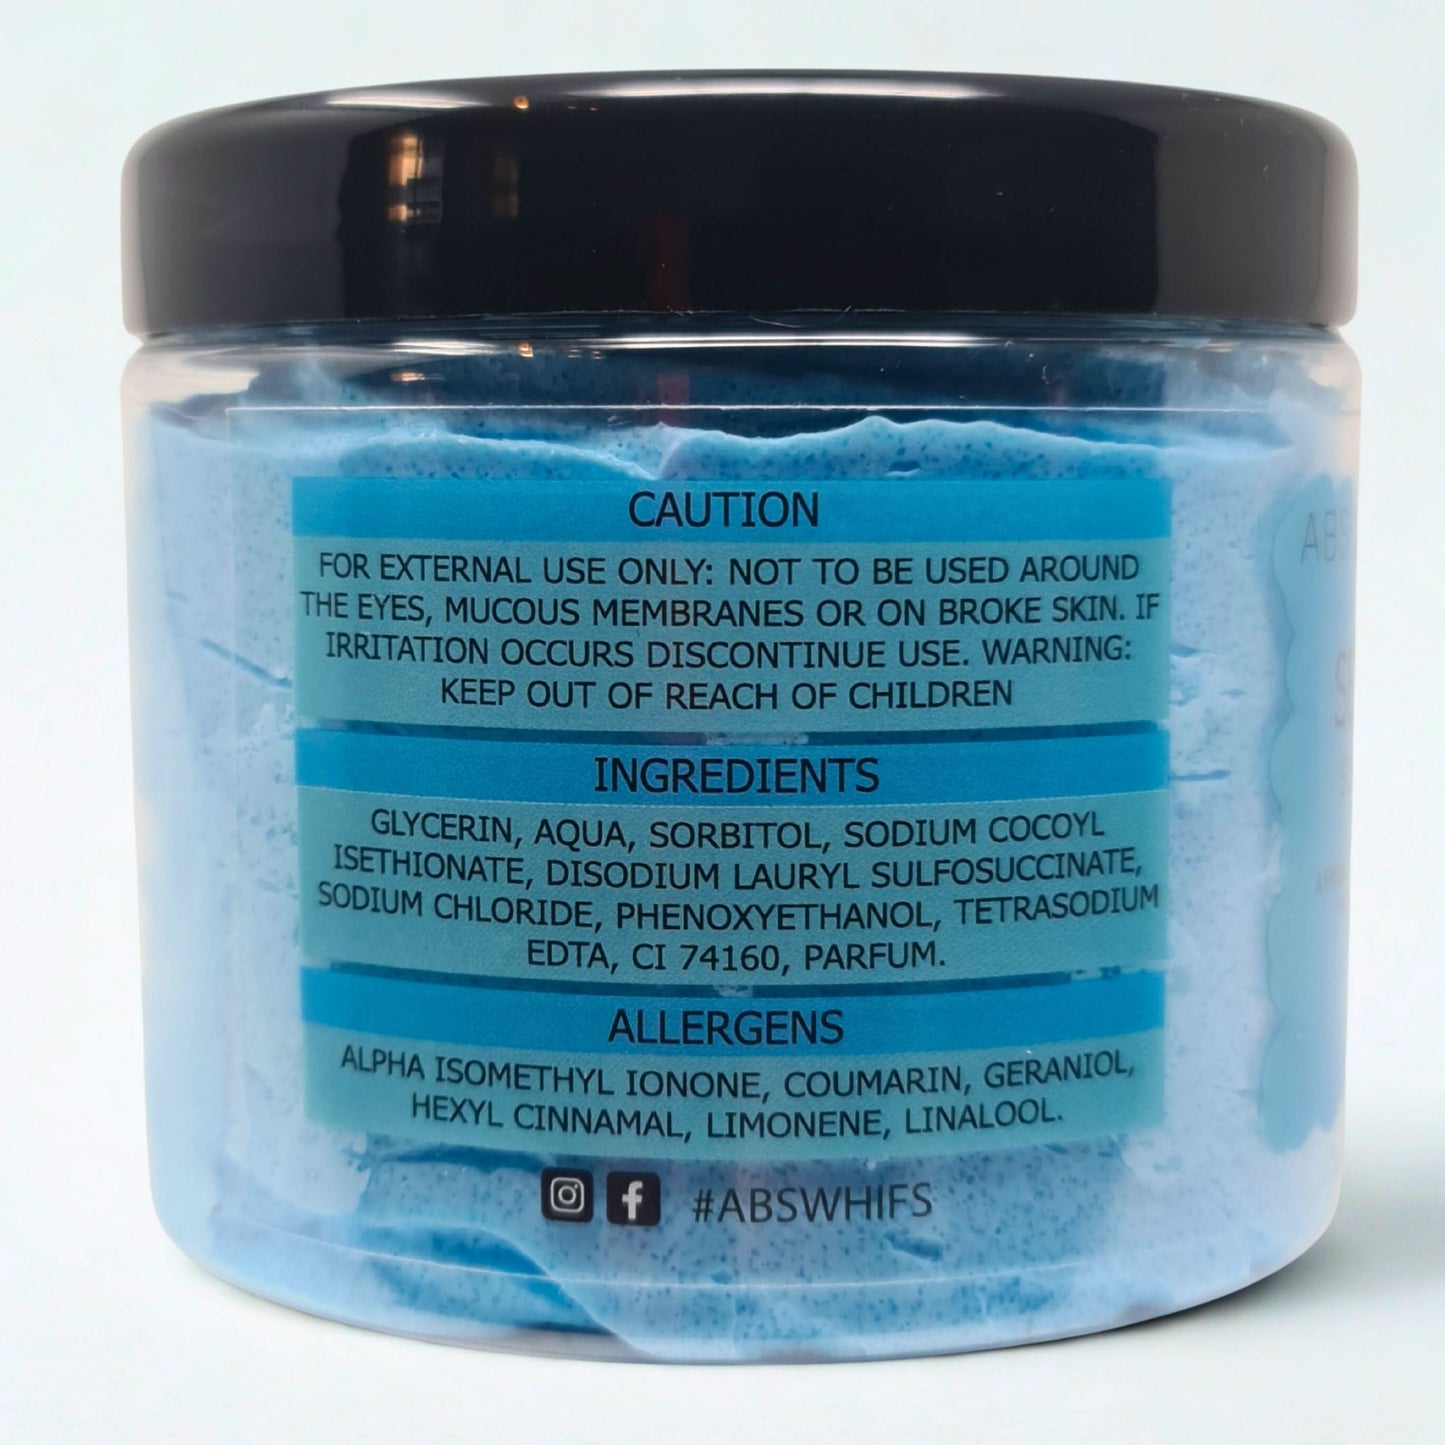 CAUTION
FOR EXTERNAL USE ONLY: NOT TO BE USED AROUND
THE EYES, MUCOUS MEMBRANES OR ON BROKE SKIN. IF
IRRITATION OCCURS DISCONTINUE USE. WARNING:
KEEP OUT OF REACH OF CHILDREN
INGREDIENTS
GLYCERIN, AQUA, SORBITOL, SODIUM COCOYL
ISETHIONATE, DISODIUM LAURYL SULFOSUCCINATE,
SODIUM CHLORIDE, PHENOXYETHANOL, TETRASODIUM
EDTA, CI 74160, PARFUM.
ALLERGENS
ALPHA ISOMETHYL IONONE, COUMARIN, GERANIOL,
HEXYL CINNAMAL, LIMONENE, LINALOOL.
#ABSWHIFS